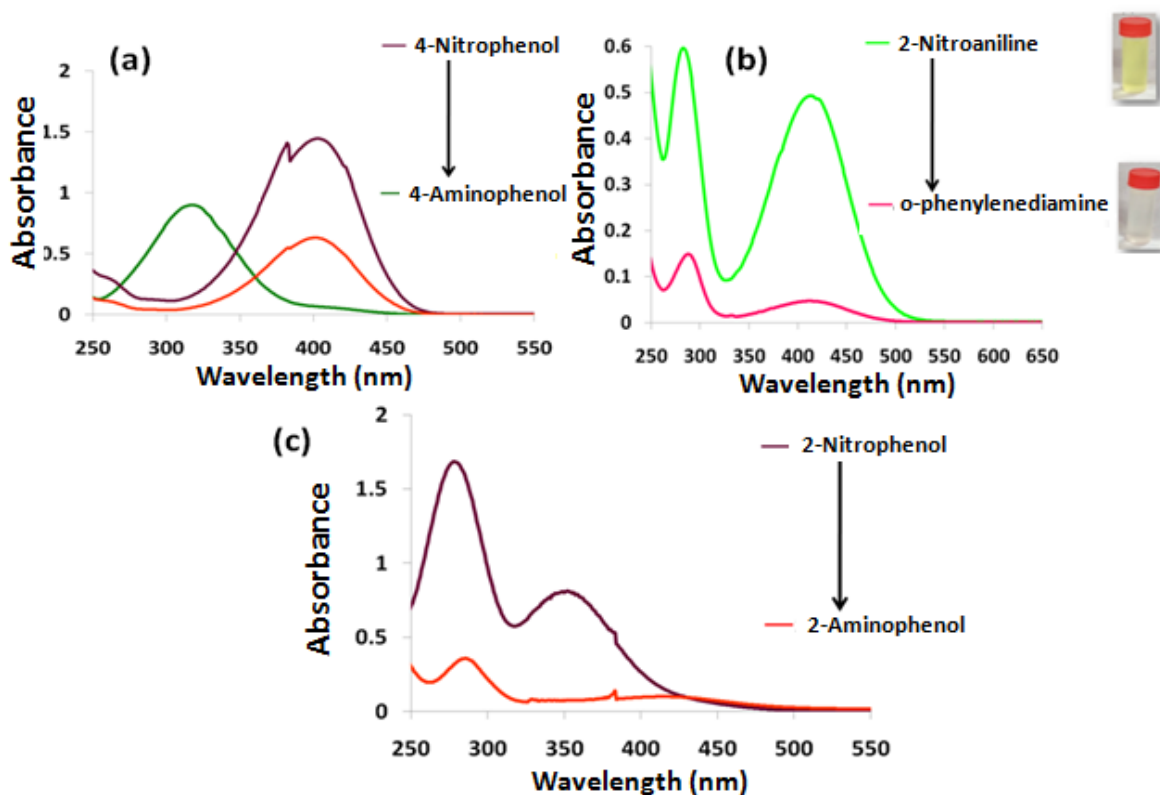 (a)
4-Nitrophenol
4-Aminophenol
Absorbance
2
1.5
1
0.5
0
250 300 350 400 450 500 550
Wavelength (nm)
(b)
2-Nitroaniline
o-phenylenediamine
Absorbance
0.6
0.5
0.4
0.3
0.2
0.1
0
250 300 350 400 450 500 550 600 650
Wavelength (nm)
(c)
2-Nitrophenol
2-Aminophenol
Absorbance
2
1.5
1
0.5
0
250 300 350 400 450 500 550
Wavelength (nm)